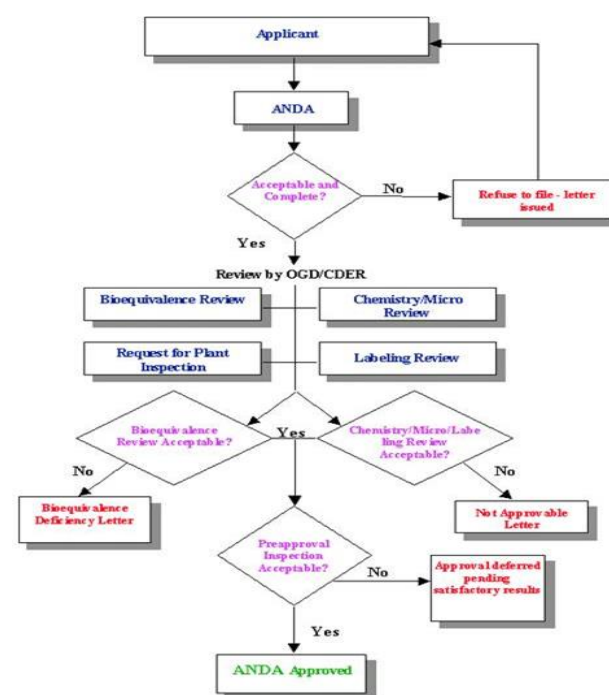 Applicant
ANDA
Acceptable and
Complete?
No
Refuse to file - letter
issued
Yes
Review by OGD/CDER
Bioequivalence Review
Chemistry/Micro
Review
Request for Plant
Inspection
Labeling Review
Bioequivalence
Review Acceptable?
Yes
Chemistry/Micro/Labe
ling Review
Acceptable?
No
No
Bioequivalence
Deficiency Letter
Not Approvable
Letter
Preapproval
Inspection
Acceptable?
No
Approval deferred
pending
satisfactory results
Yes
ANDA Approved